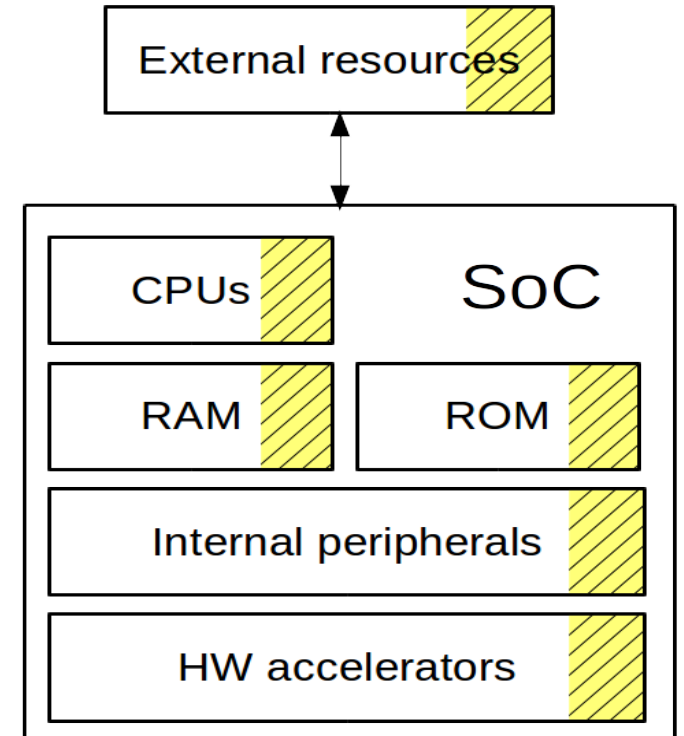 External resources
SoC
CPUs
RAM
ROM
Internal peripherals
HW accelerators